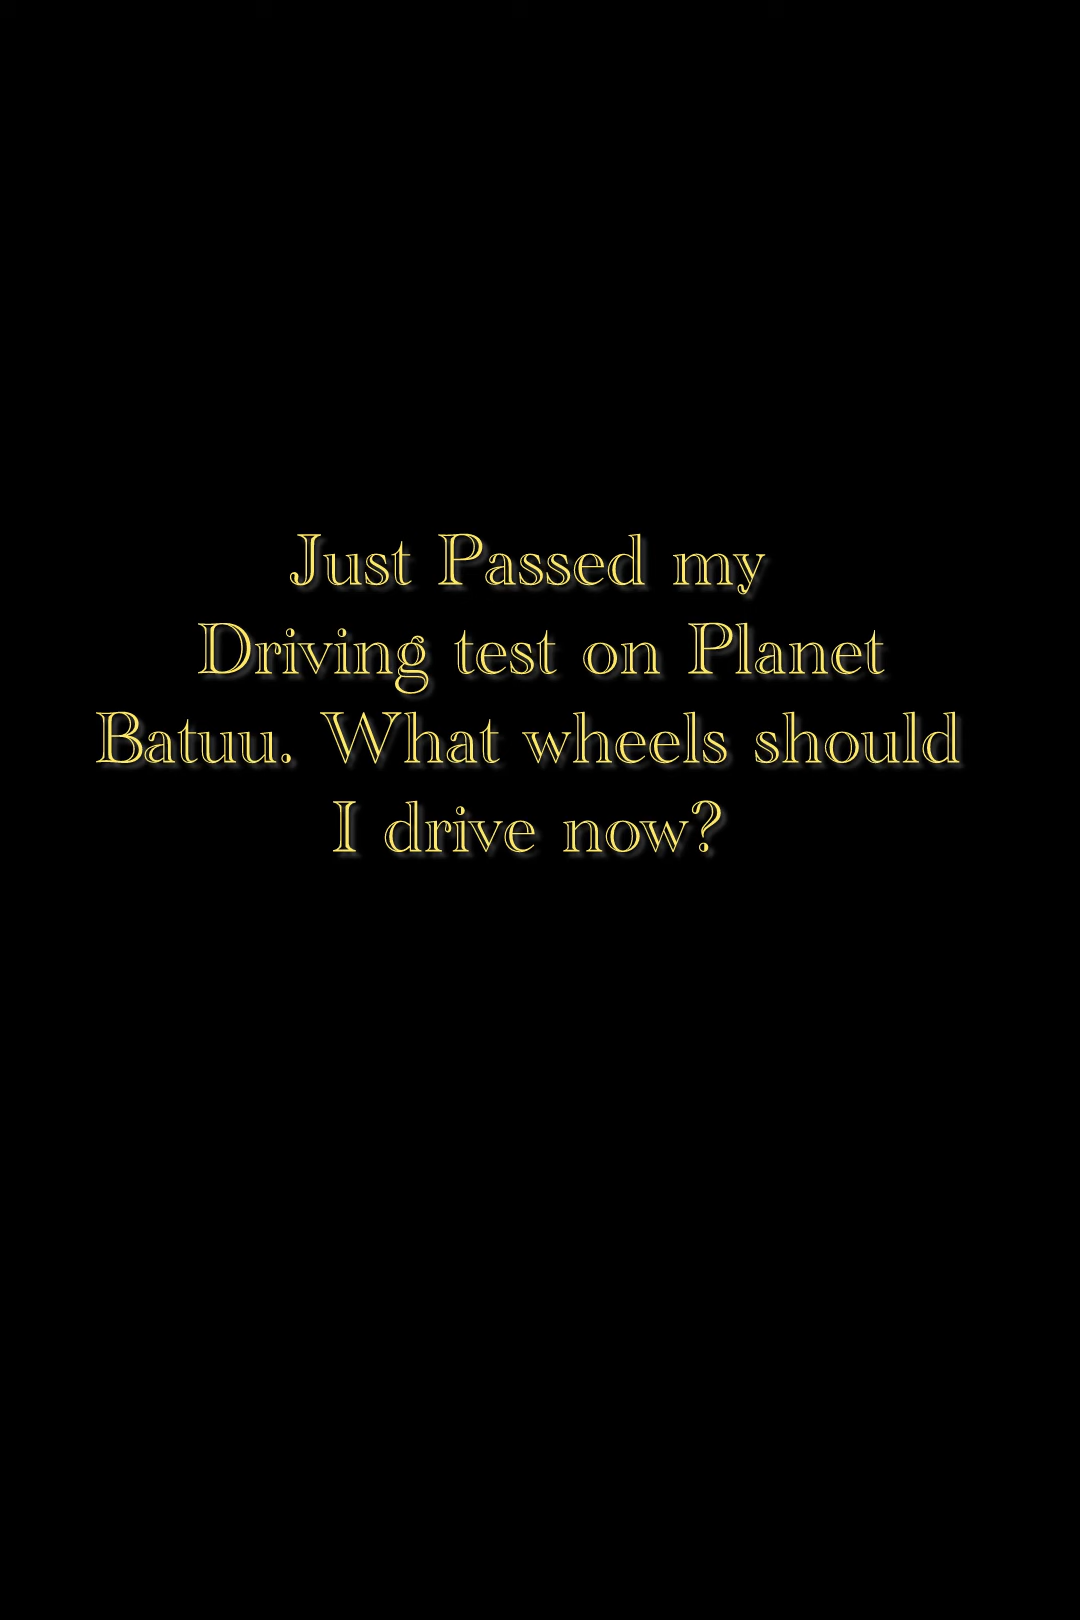 Just Passed my
Driving test on Planet
Batuu. What wheels should
I drive now?